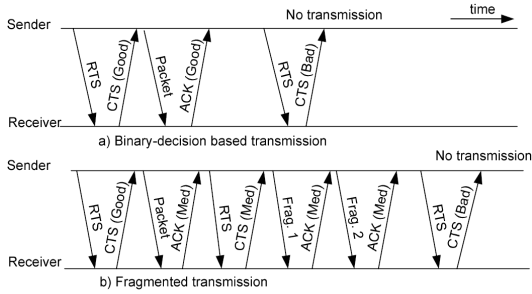 No transmission
time
Sender
RTS
CTS (Good)
Packet
ACK (Good)
RTS
CTS (Bad)
Receiver
a) Binary-decision based transmission
No transmission
Sender
RTS
CTS (Good)
Packet
ACK (Med)
RTS
CTS (Med)
Frag. 1
ACK (Med)
Frag. 2
ACK (Med)
RTS
CTS (Bad)
Receiver
b) Fragmented transmission